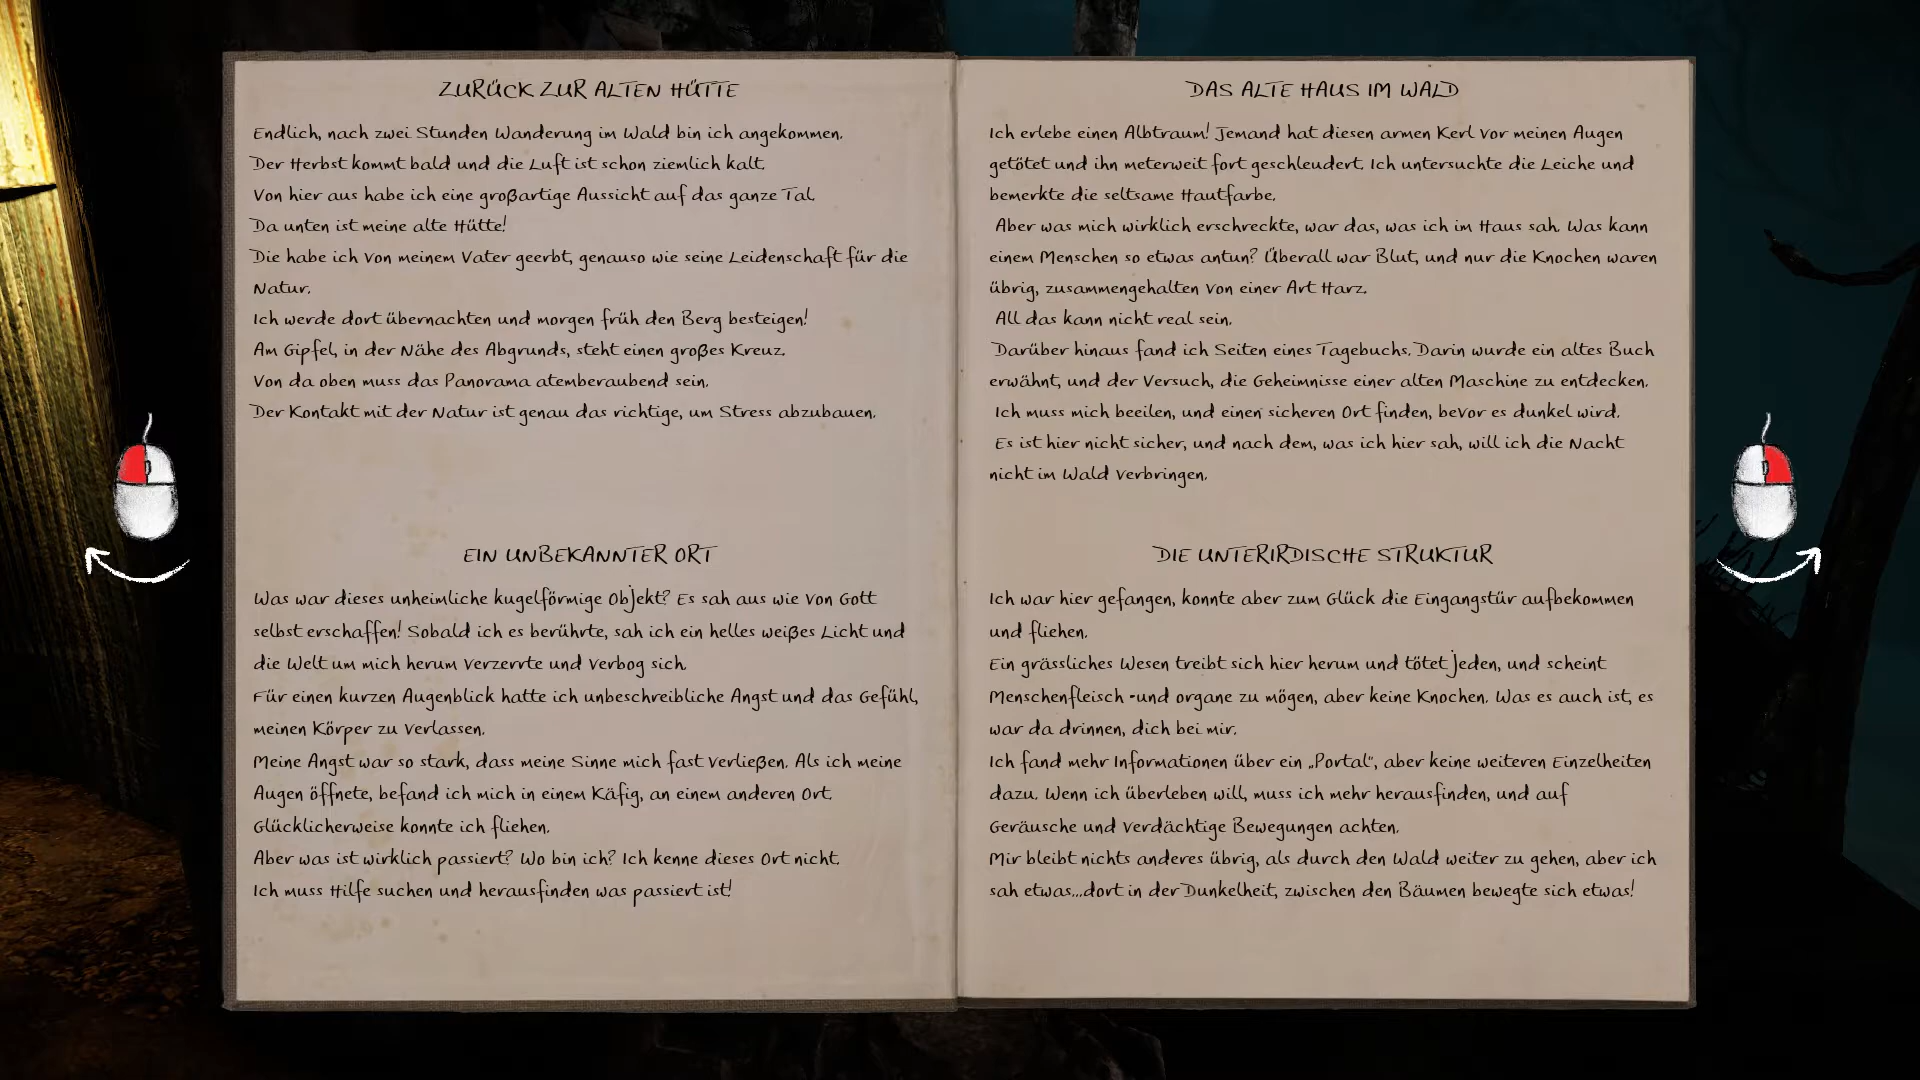 ZURÜCK ZUR ALTEN HÜTTE
Endlich, nach zwei Stunden Wanderung im Wald bin ich angekommen.
Der Herbst kommt bald und die Luft ist schon ziemlich kalt.
Von hier aus habe ich eine großartige Aussicht auf das ganze Tal.
Da unten ist meine alte Hütte!
Die habe ich von meinem Vater geerbt, genauso wie seine Leidenschaft für die
Natur.
Ich werde dort übernachten und morgen früh den Berg besteigen!
Am Gipfel, in der Nähe des Abgrunds, steht einen großes Kreuz.
Von da oben muss das Panorama atemberaubend sein.
Der Kontakt mit der Natur ist genau das richtige, um Stress abzubauen.
EIN UNBEKANNTER ORT
Was war dieses unheimliche kugelförmige Objekt? Es sah aus wie von Gott
selbst erschaffen! Sobald ich es berührte, sah ich ein helles weißes Licht und
die Welt um mich herum verzerrte und verbog sich.
Für einen kurzen Augenblick hatte ich unbeschreibliche Angst und das Gefühl,
meinen Körper zu verlassen.
Meine Angst war so stark, dass meine Sinne mich fast verließen. Als ich meine
Augen öffnete, befand ich mich in einem Käfig, an einem anderen Ort.
Glücklicherweise konnte ich fliehen.
Aber was ist wirklich passiert? Wo bin ich? Ich kenne dieses Ort nicht.
Ich muss Hilfe suchen und herausfinden was passiert ist!
DAS ALTE HAUS IM WALD
Ich erlebe einen Albtraum! Jemand hat diesen armen Kerl vor meinen Augen
getötet und ihn meterweit fort geschleudert. Ich untersuchte die Leiche und
bemerkte die seltsame Hautfarbe.
Aber was mich wirklich erschreckte, war das, was ich im Haus sah. Was kann
einem Menschen so etwas antun? Überall war Blut, und nur die Knochen waren
übrig, zusammengehalten von einer Art Harz.
All das kann nicht real sein.
Darüber hinaus fand ich Seiten eines Tagebuchs. Darin wurde ein altes Buch
erwähnt, und der Versuch, die Geheimnisse einer alten Maschine zu entdecken.
Ich muss mich beeilen, und einen sicheren Ort finden, bevor es dunkel wird.
Es ist hier nicht sicher, und nach dem, was ich hier sah, will ich die Nacht
nicht im Wald verbringen.
DIE UNTERIRDISCHE STRUKTUR
Ich war hier gefangen, konnte aber zum Glück die Eingangstür aufbekommen
und fliehen.
Ein grässliches Wesen treibt sich hier herum und tötet jeden, und scheint
Menschenfleisch -und organe zu mögen, aber keine Knochen. Was es auch ist, es
war da drinnen, dich bei mir.
Ich fand mehr Informationen über ein „Portal", aber keine weiteren Einzelheiten
dazu. Wenn ich überleben will, muss ich mehr herausfinden, und auf
Geräusche und verdächtige Bewegungen achten.
Mir bleibt nichts anderes übrig, als durch den Wald weiter zu gehen, aber ich
sah etwas...dort in der Dunkelheit, zwischen den Bäumen bewegte sich etwas!